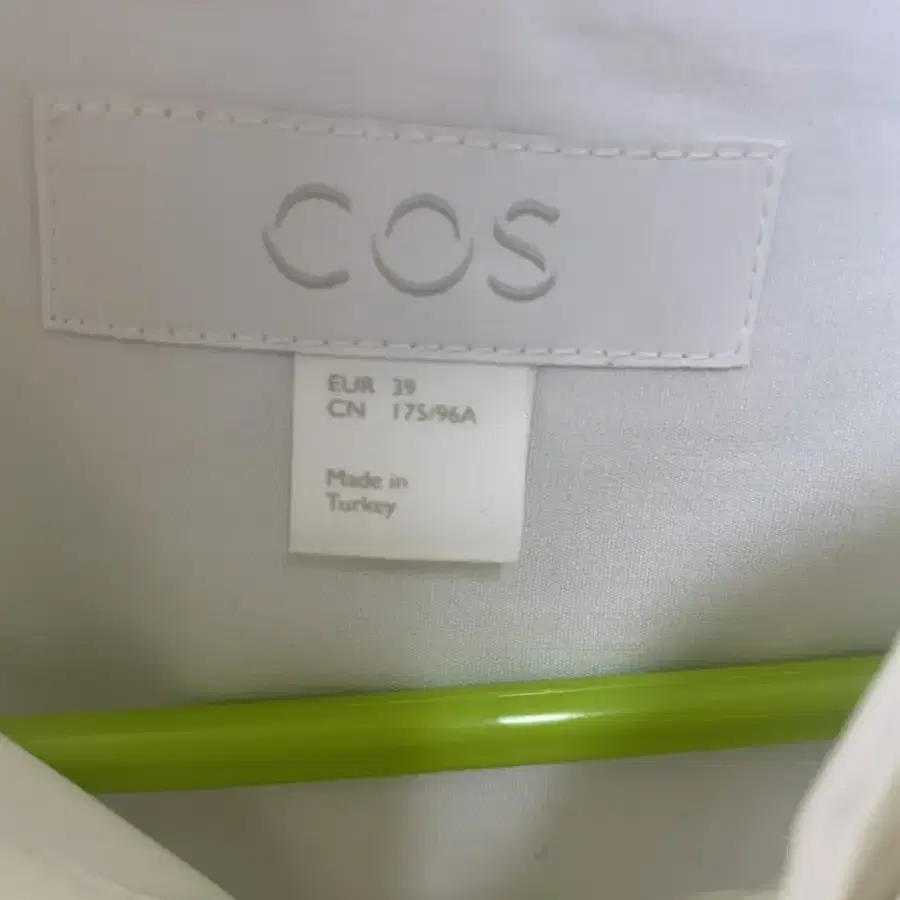 COS
EUR 39
CN 175/96A
Made in
Turkey